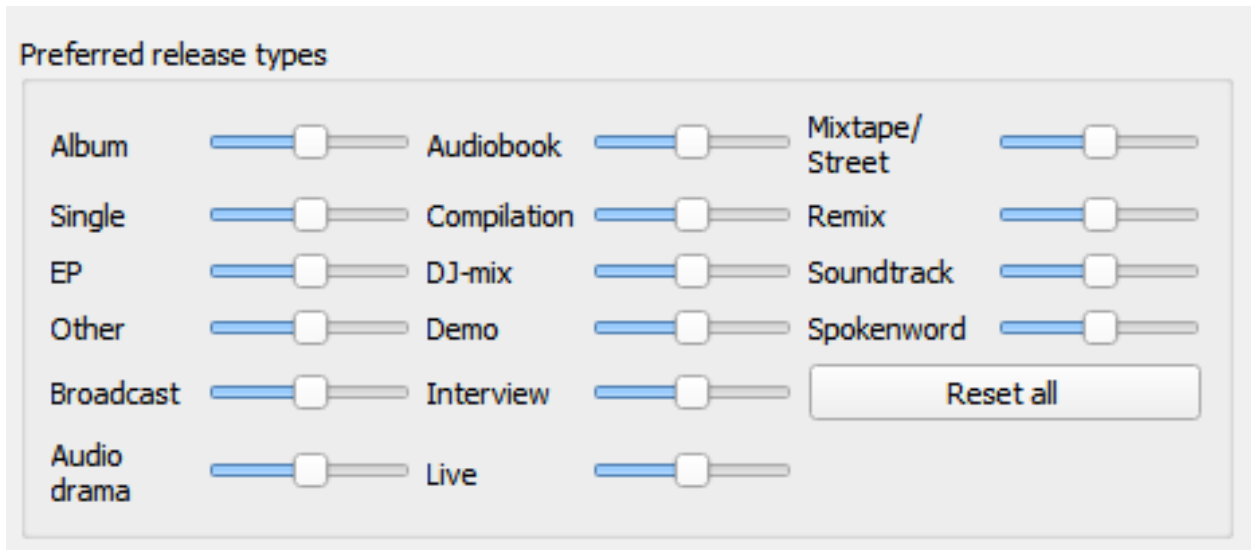 Preferred release types
Album
Audiobook
Mixtape/
Street
Single
Compilation
Remix
EP
DJ-mix
Soundtrack
Other
Demo
Spokenword
Broadcast
Interview
Reset all
Audio
drama
Live